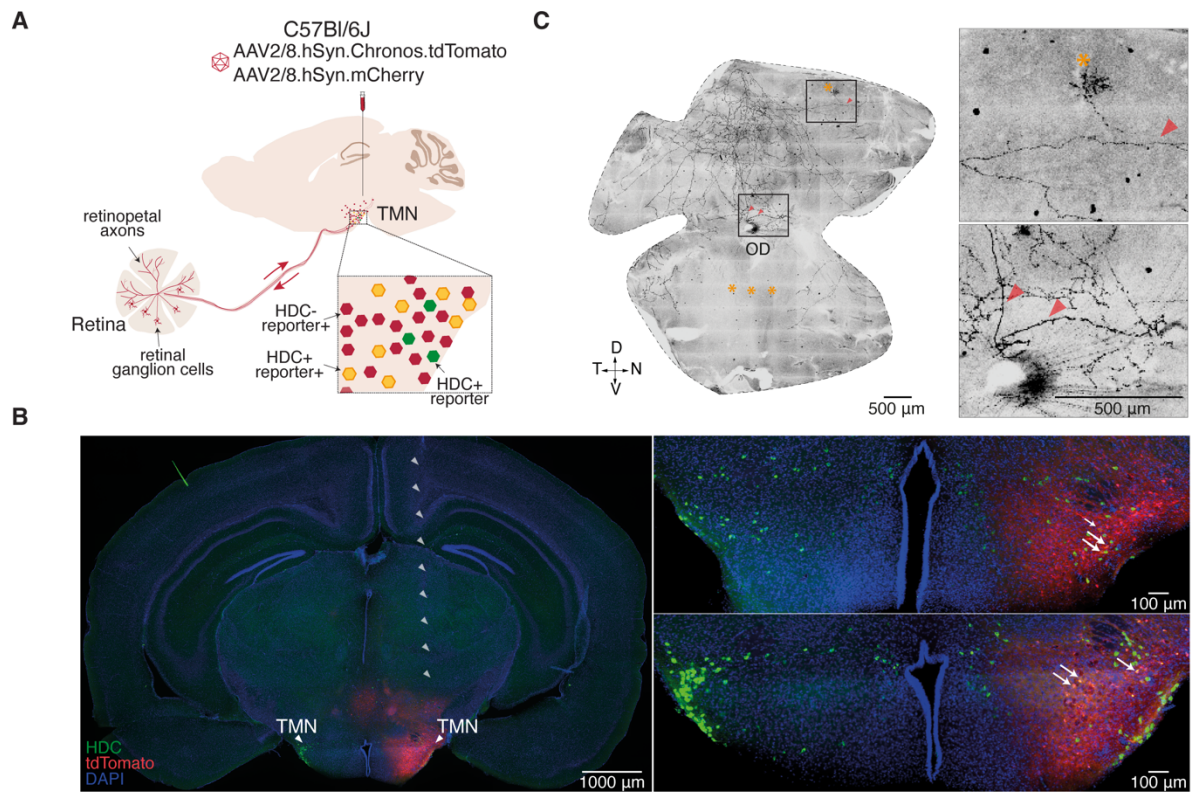 A
C57Bl/6J
AAV2/8.hSyn.Chronos.tdTomato
AAV2/8.hSyn.mCherry
TMN
retinopetal
axons
Retina
retinal
ganglion cells
HDC-
reporter+
HDC+
reporter+
HDC+
reporter
C
OD
D
T N
V
500 µm
500 µm
B
TMN
TMN
HDC
tdTomato
DAPI
1000 µm
100 µm
100 µm